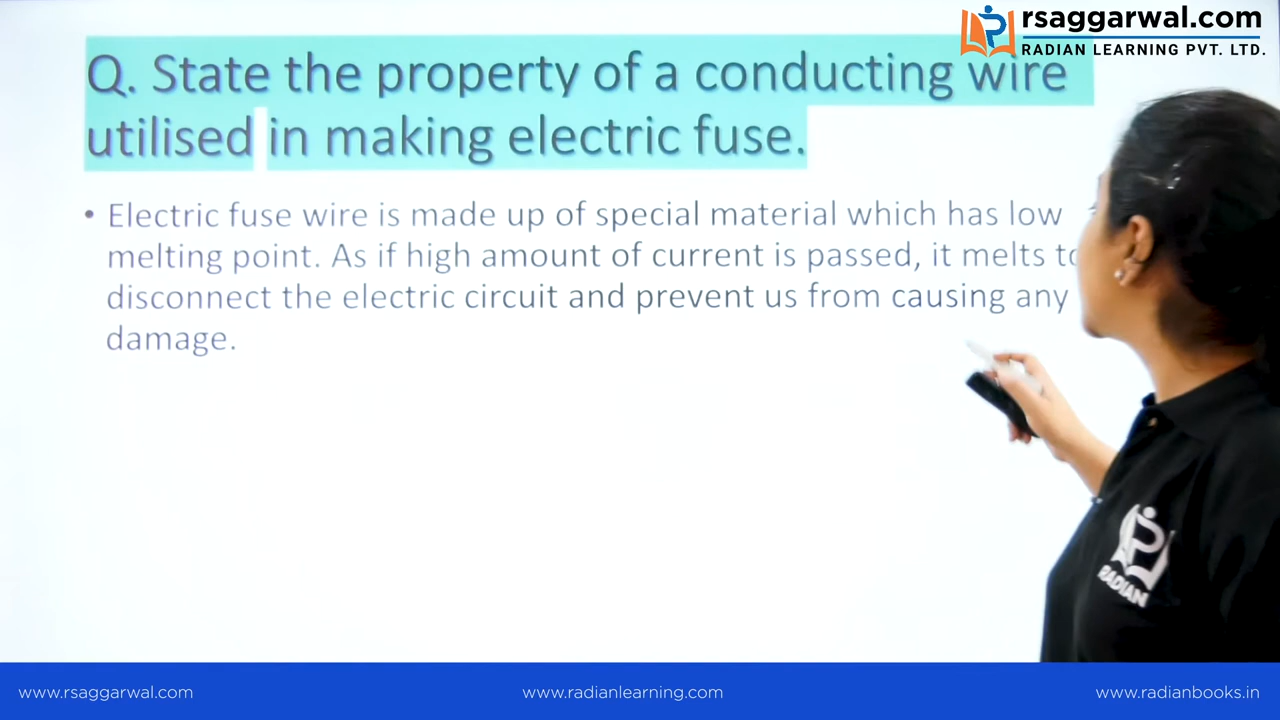 rsaggarwal.com
RADIAN LEARNING PVT. LTD.
Q. State the property of a conducting wire
utilised in making electric fuse.
• Electric fuse wire is made up of special material which has low
melting point. As if high amount of current is passed, it melts to
disconnect the electric circuit and prevent us from causing any
damage.
RADIAN
www.rsaggarwal.com
www.radianlearning.com
www.radianbooks.in